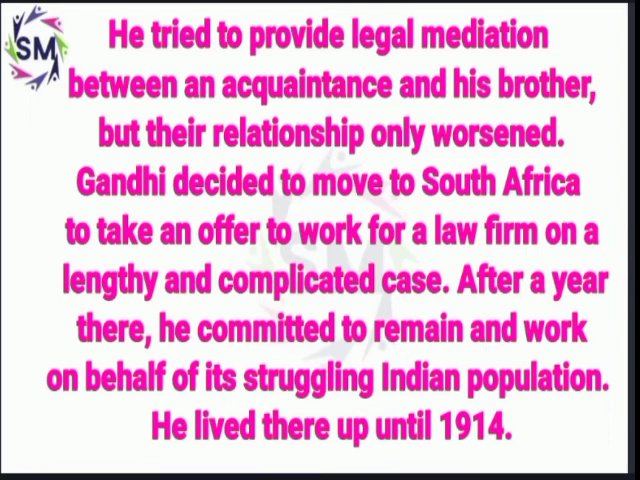 SM
He tried to provide legal mediation
between an acquaintance and his brother,
but their relationship only worsened.
Gandhi decided to move to South Africa
to take an offer to work for a law firm on a
lengthy and complicated case. After a year
there, he committed to remain and work
on behalf of its struggling Indian population.
He lived there up until 1914.
SM